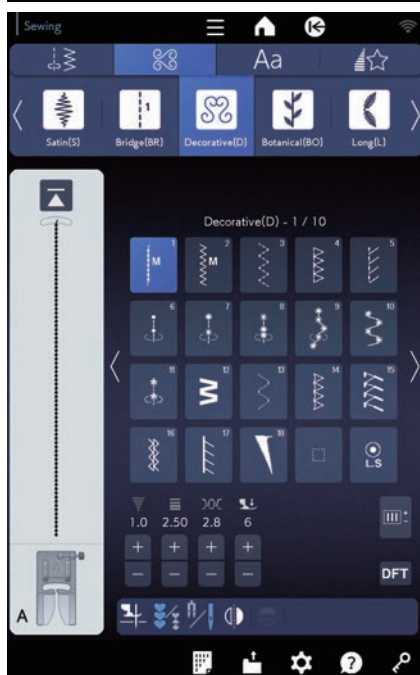 Sewing
Aa
1
Satin(S) Bridge(BR) Decorative(D) Botanical(BO) Long(L)
Decorative(D) - 1 / 10
M 1 M 2 3 4 5
6 7 8 9 10
11 12 13 14 15
16 17 18 L.S
1.0 2.50 2.8 6
+ + + +
− − − −
DFT
A
?